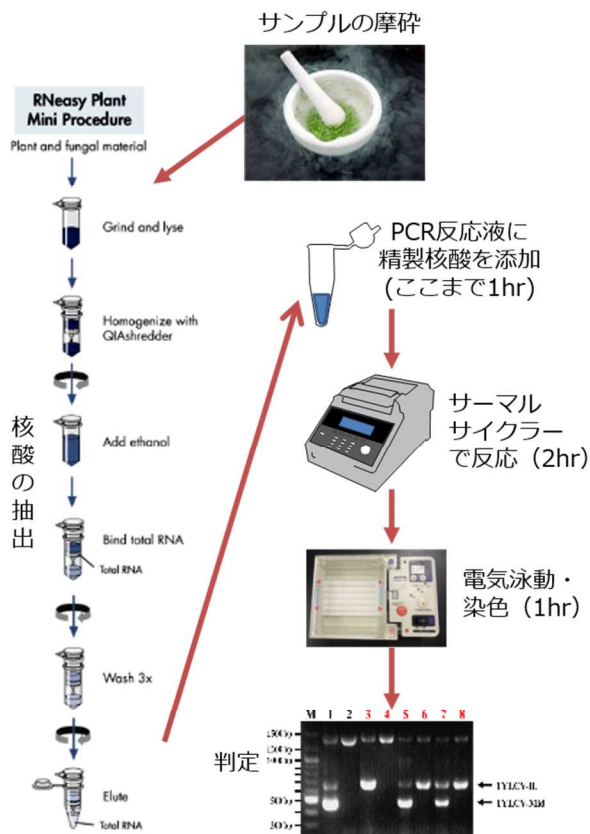 サンプルの摩砕
RNeasy Plant
Mini Procedure
Plant and fungal material
Grind and lyse
Homogenize with
QIAshredder
Add ethanol
核酸の抽出
Bind total RNA
Total RNA
Wash 3x
Elute
Total RNA
PCR反応液に
精製核酸を添加
(ここまで1hr)
サーマル
サイクラー
で反応（2hr）
電気泳動・
染色（1hr）
判定
M 1 2 3 4 5 6 7 8
1500bp
1000bp
500bp
300bp
TYLCV-IL
TYLCV-Mld